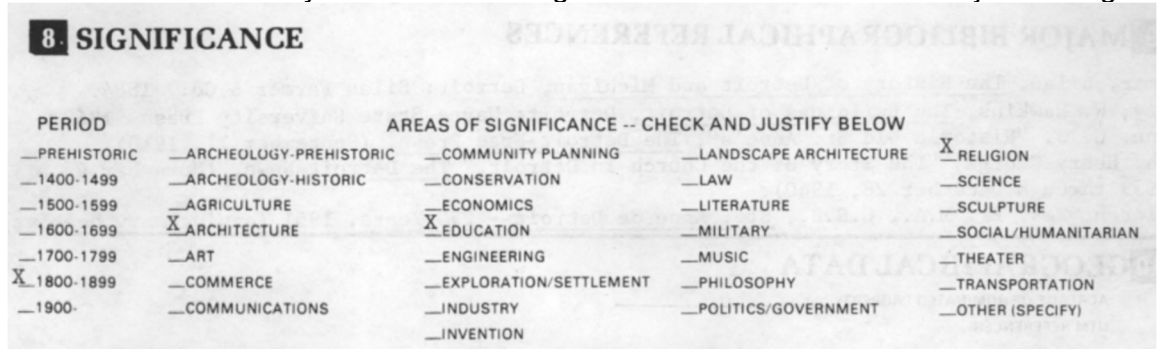 8. SIGNIFICANCE
PERIOD AREAS OF SIGNIFICANCE -- CHECK AND JUSTIFY BELOW
__PREHISTORIC __ARCHEOLOGY-PREHISTORIC __COMMUNITY PLANNING __LANDSCAPE ARCHITECTURE X RELIGION
__1400-1499 __ARCHEOLOGY-HISTORIC __CONSERVATION __LAW __SCIENCE
__1500-1599 __AGRICULTURE __ECONOMICS __LITERATURE __SCULPTURE
__1600-1699 X ARCHITECTURE X EDUCATION __MILITARY __SOCIAL/HUMANITARIAN
__1700-1799 __ART __ENGINEERING __MUSIC __THEATER
X 1800-1899 __COMMERCE __EXPLORATION/SETTLEMENT __PHILOSOPHY __TRANSPORTATION
__1900- __COMMUNICATIONS __INDUSTRY __POLITICS/GOVERNMENT __OTHER (SPECIFY)
__INVENTION